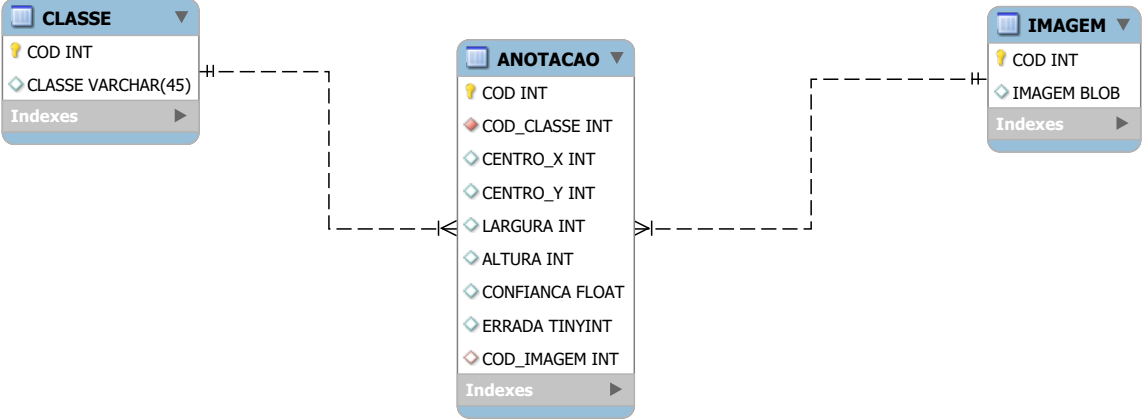 CLASSE
COD INT
CLASSE VARCHAR(45)
Indexes
ANOTACAO
COD INT
COD_CLASSE INT
CENTRO_X INT
CENTRO_Y INT
LARGURA INT
ALTURA INT
CONFIANCA FLOAT
ERRADA TINYINT
COD_IMAGEM INT
Indexes
IMAGEM
COD INT
IMAGEM BLOB
Indexes